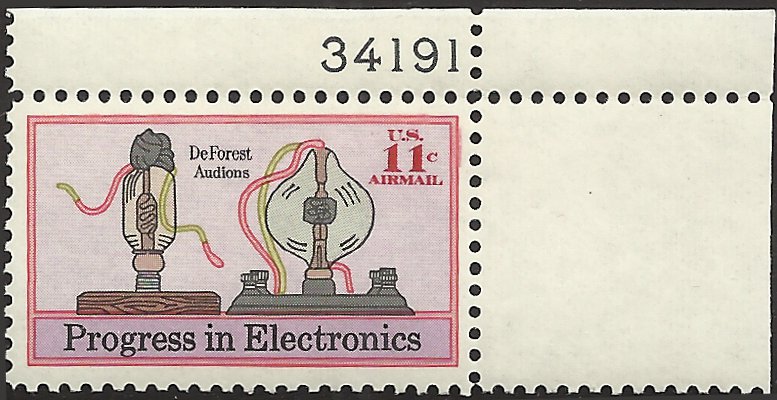 34191
DeForest
Audions
U.S.
11c
AIRMAIL
Progress in Electronics